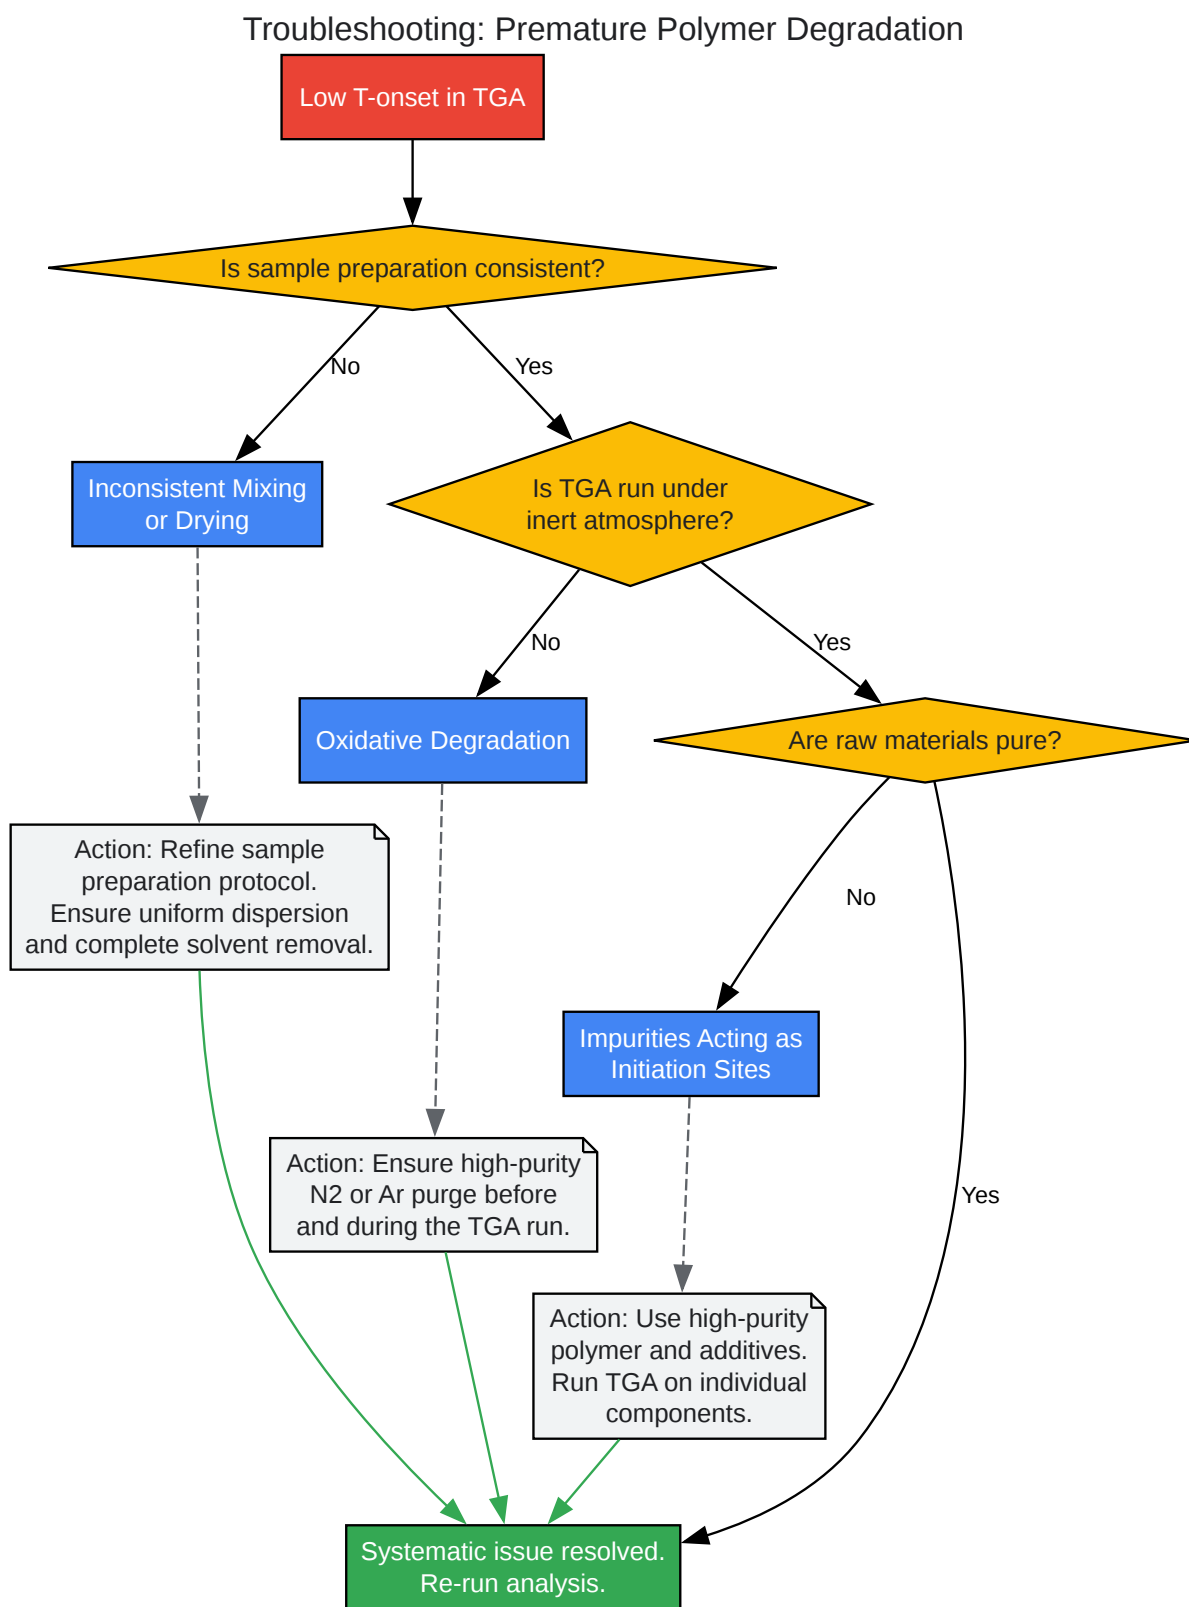 Troubleshooting: Premature Polymer Degradation
Low T-onset in TGA
Is sample preparation consistent?
No
Yes
Inconsistent Mixing
or Drying
Is TGA run under
inert atmosphere?
No
Yes
Oxidative Degradation
Are raw materials pure?
Action: Refine sample
preparation protocol.
Ensure uniform dispersion
and complete solvent removal.
No
Impurities Acting as
Initiation Sites
Action: Ensure high-purity
N2 or Ar purge before
and during the TGA run.
Yes
Action: Use high-purity
polymer and additives.
Run TGA on individual
components.
Systematic issue resolved.
Re-run analysis.